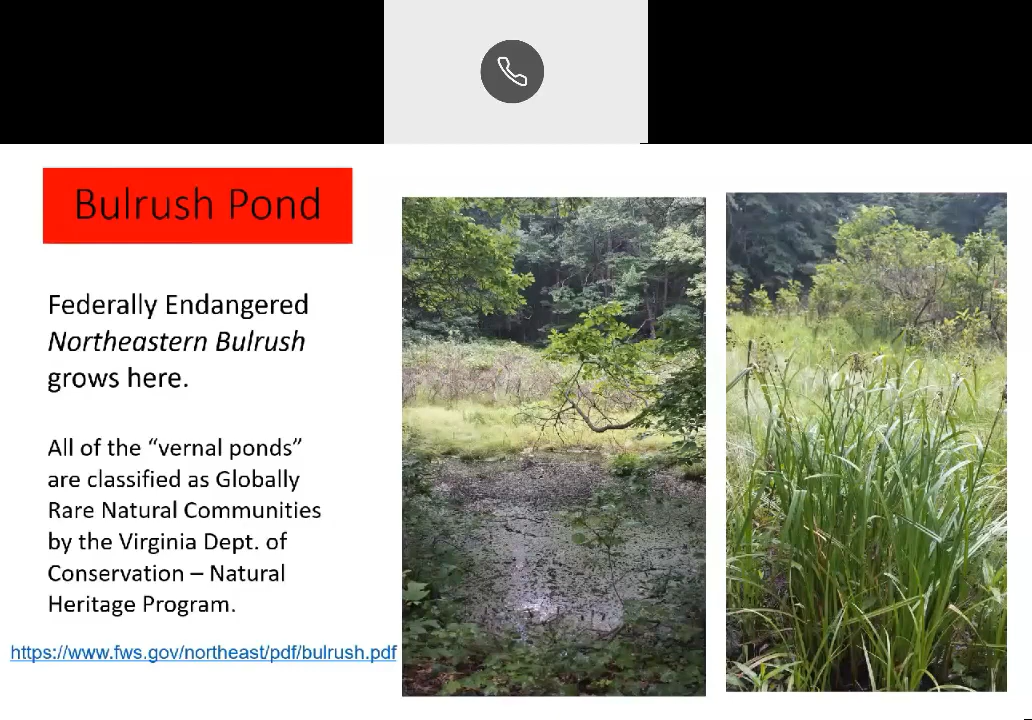 Bulrush Pond
Federally Endangered
Northeastern Bulrush
grows here.
All of the “vernal ponds”
are classified as Globally
Rare Natural Communities
by the Virginia Dept. of
Conservation – Natural
Heritage Program.
https://www.fws.gov/northeast/pdf/bulrush.pdf